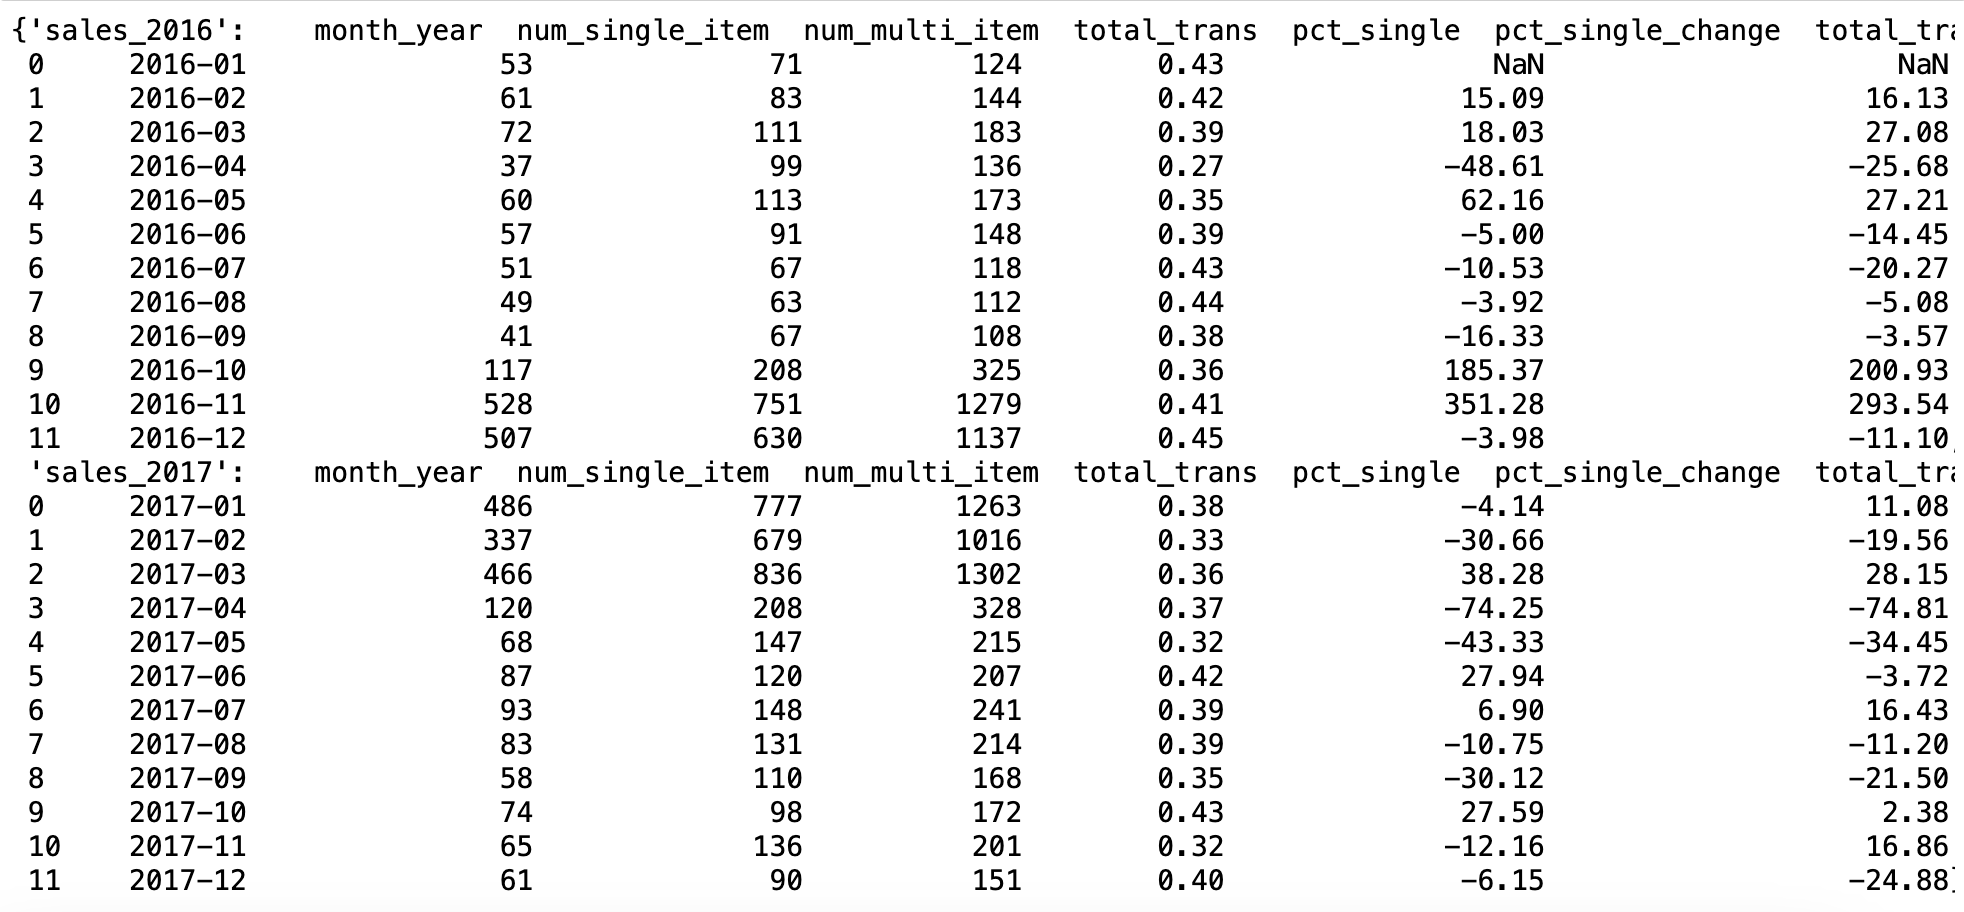 {'sales_2016':    month_year  num_single_item  num_multi_item  total_trans  pct_single  pct_single_change  total_tra
0 2016-01 53 71 124 0.43 NaN NaN
1 2016-02 61 83 144 0.42 15.09 16.13
2 2016-03 72 111 183 0.39 18.03 27.08
3 2016-04 37 99 136 0.27 -48.61 -25.68
4 2016-05 60 113 173 0.35 62.16 27.21
5 2016-06 57 91 148 0.39 -5.00 -14.45
6 2016-07 51 67 118 0.43 -10.53 -20.27
7 2016-08 49 63 112 0.44 -3.92 -5.08
8 2016-09 41 67 108 0.38 -16.33 -3.57
9 2016-10 117 208 325 0.36 185.37 200.93
10 2016-11 528 751 1279 0.41 351.28 293.54
11 2016-12 507 630 1137 0.45 -3.98 -11.10,
'sales_2017':    month_year  num_single_item  num_multi_item  total_trans  pct_single  pct_single_change  total_tra
0 2017-01 486 777 1263 0.38 -4.14 11.08
1 2017-02 337 679 1016 0.33 -30.66 -19.56
2 2017-03 466 836 1302 0.36 38.28 28.15
3 2017-04 120 208 328 0.37 -74.25 -74.81
4 2017-05 68 147 215 0.32 -43.33 -34.45
5 2017-06 87 120 207 0.42 27.94 -3.72
6 2017-07 93 148 241 0.39 6.90 16.43
7 2017-08 83 131 214 0.39 -10.75 -11.20
8 2017-09 58 110 168 0.35 -30.12 -21.50
9 2017-10 74 98 172 0.43 27.59 2.38
10 2017-11 65 136 201 0.32 -12.16 16.86
11 2017-12 61 90 151 0.40 -6.15 -24.88}